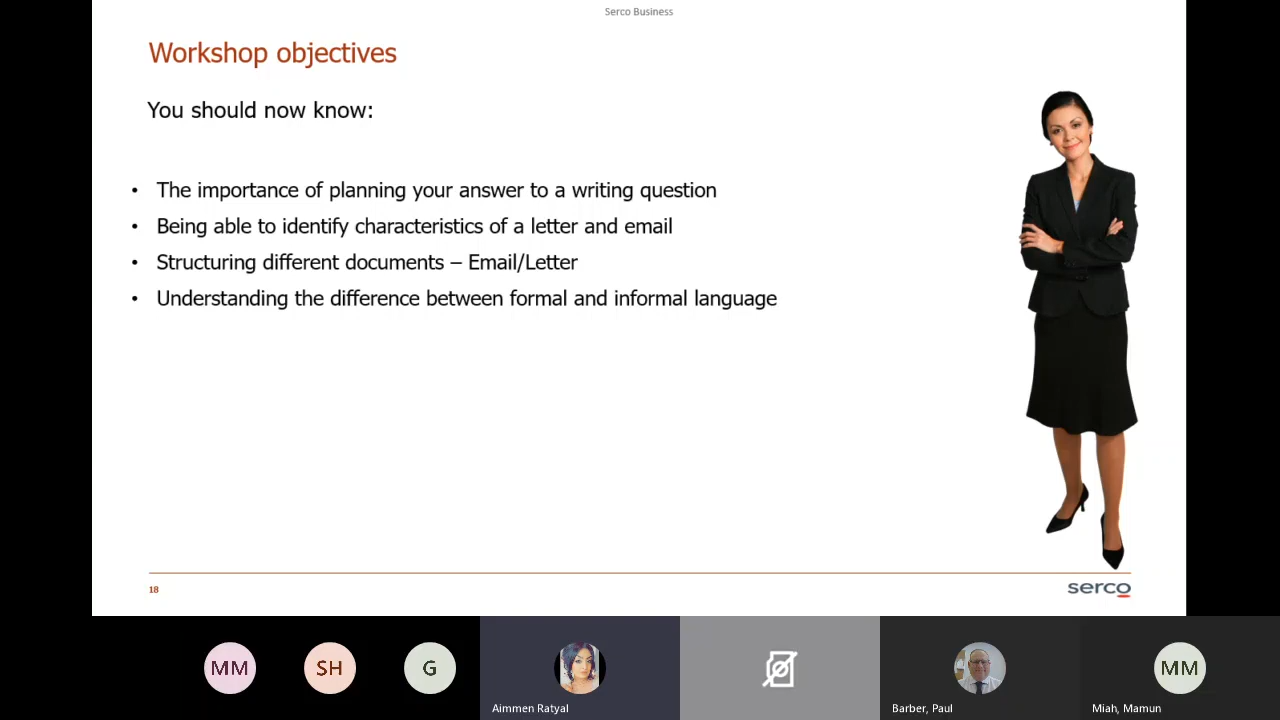 Serco Business
Workshop objectives
You should now know:
• The importance of planning your answer to a writing question
• Being able to identify characteristics of a letter and email
• Structuring different documents – Email/Letter
• Understanding the difference between formal and informal language
18
serco
MM
SH
G
MM
Aimmen Ratyal
Barber, Paul
Miah, Mamun